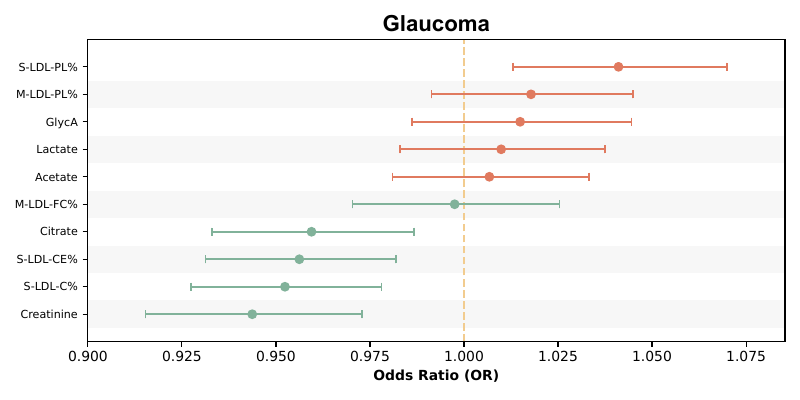 Glaucoma
S-LDL-PL%
M-LDL-PL%
GlycA
Lactate
Acetate
M-LDL-FC%
Citrate
S-LDL-CE%
S-LDL-C%
Creatinine
0.900 0.925 0.950 0.975 1.000 1.025 1.050 1.075
Odds Ratio (OR)